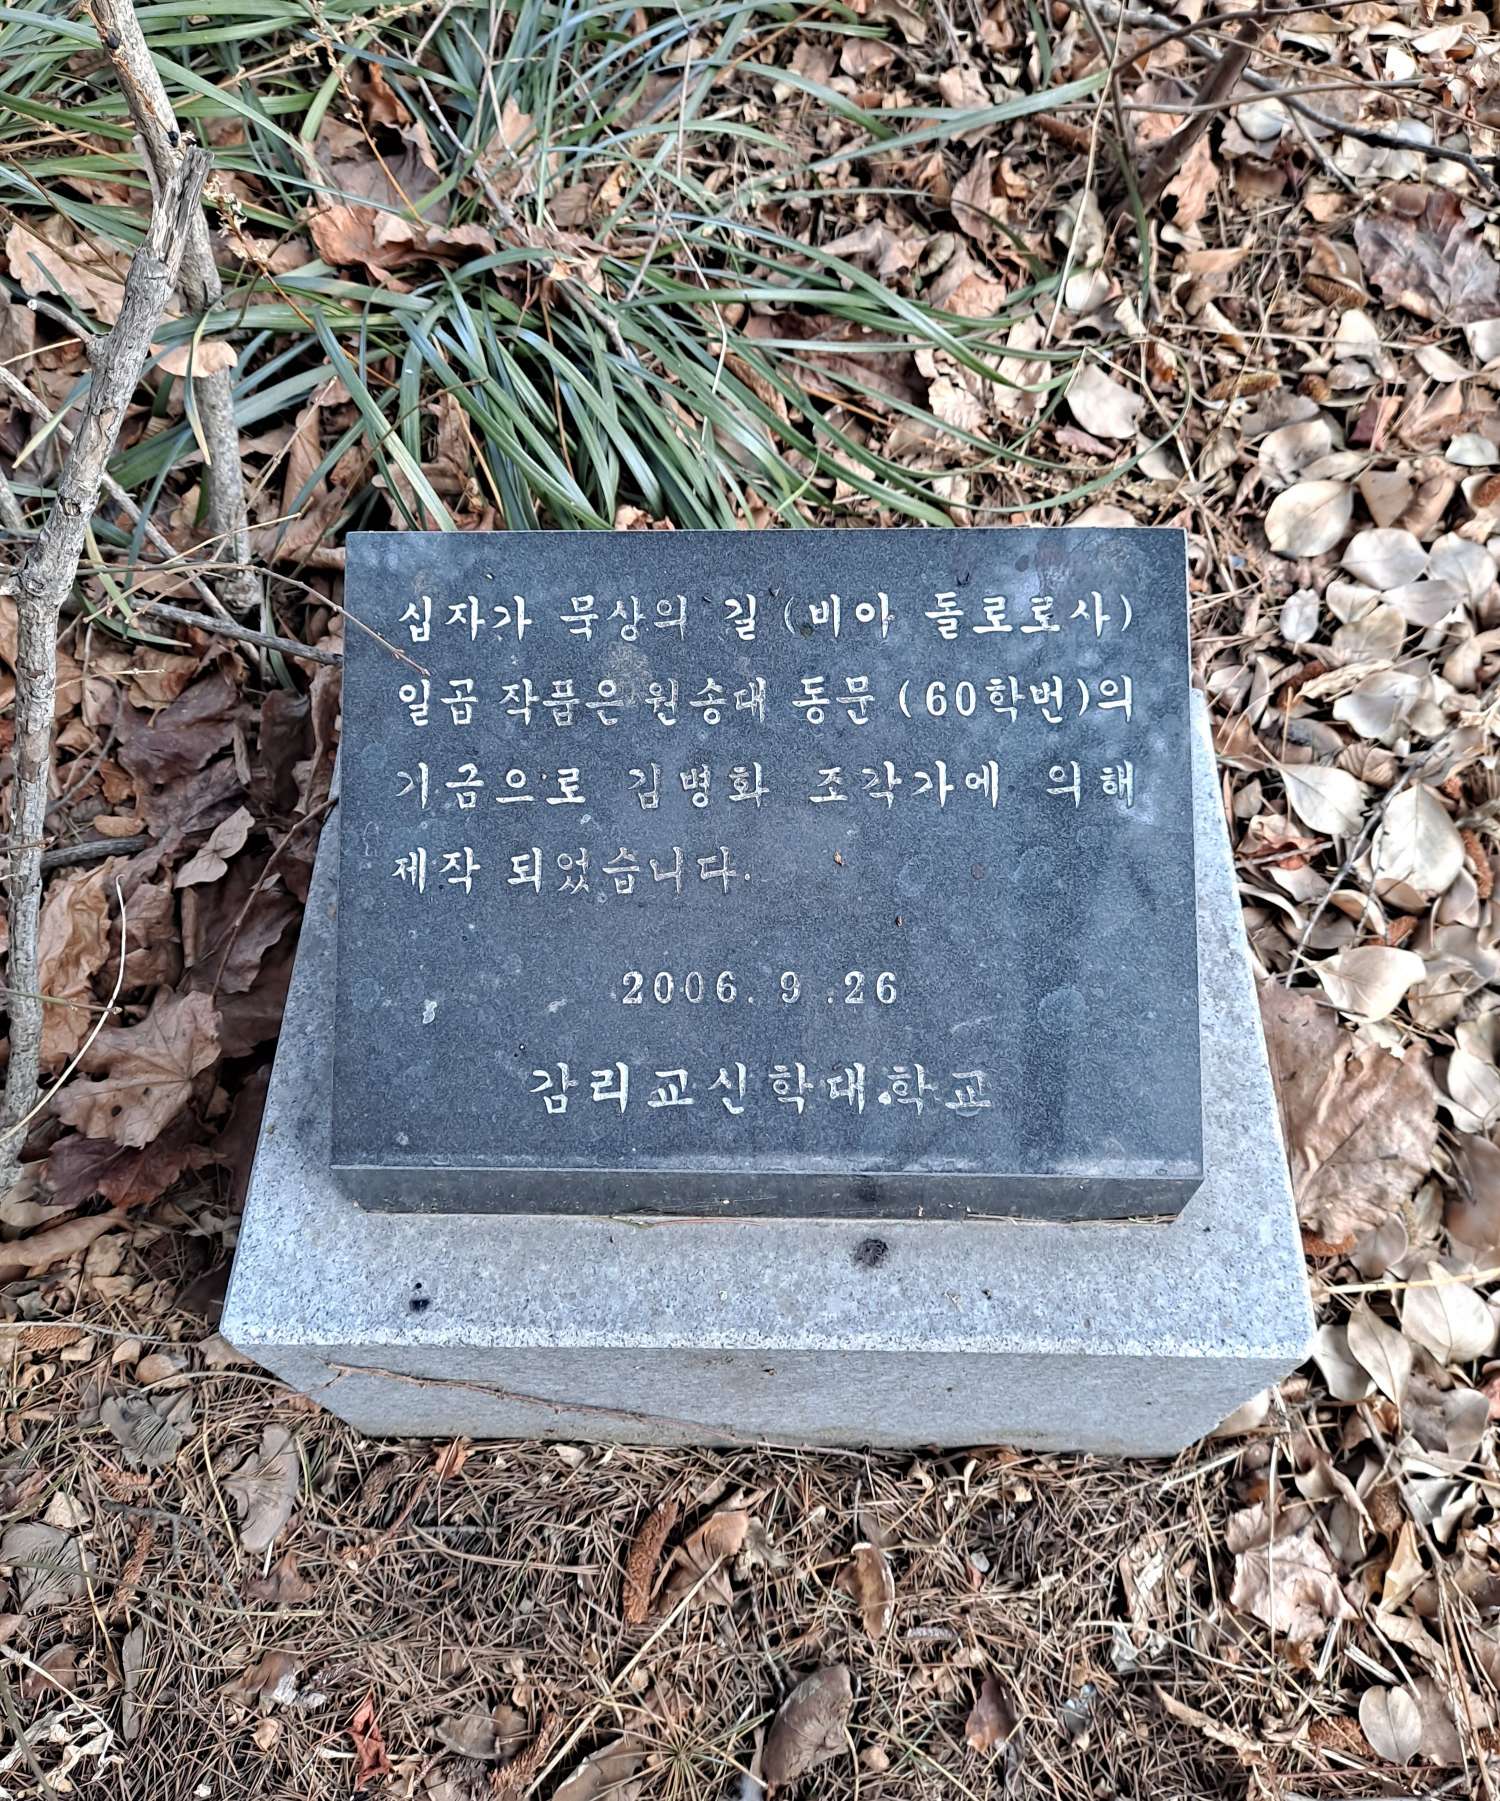 십자가 묵상의 길 (비아 돌로로사)
일곱 작품은 원송대 동문 (60학번)의
기금으로 김병화 조각가에 의해
제작 되었습니다.
2006. 9 .26
감리교신학대학교